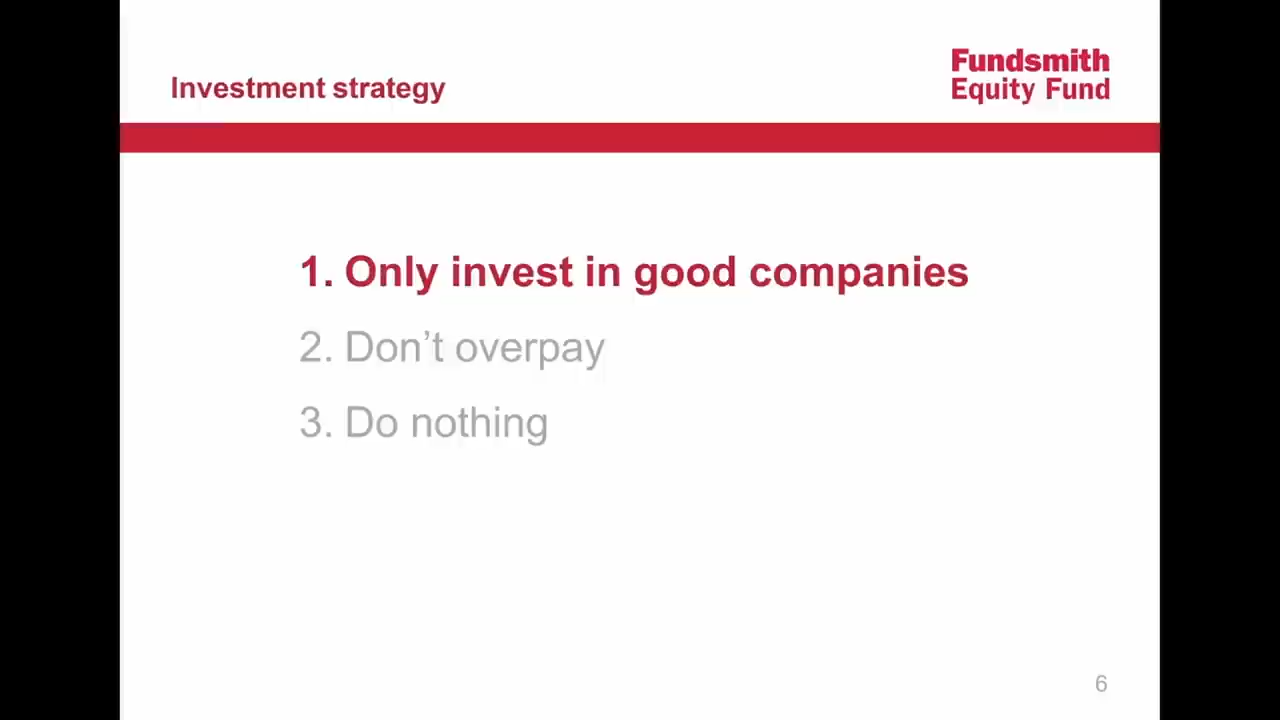 Investment strategy
Fundsmith
Equity Fund
1. Only invest in good companies
2. Don’t overpay
3. Do nothing
6